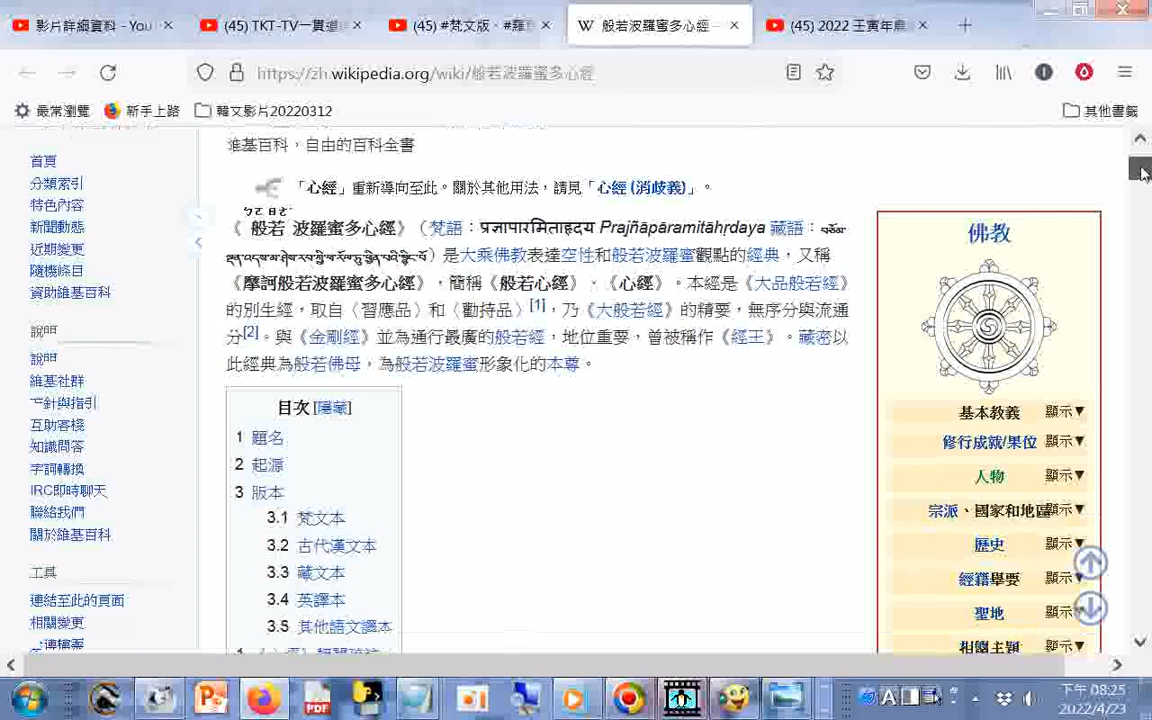 影片詳細資料 - You
(45) TKT-TV一貫道
(45) #梵文版、#羅
般若波羅蜜多心經 –
(45) 2022 壬寅年
https://zh.wikipedia.org/wiki/般若波羅蜜多心經
最常瀏覽
新手上路
韓文影片20220312
其他書籤
維基百科，自由的百科全書
首頁
分類索引
特色內容
新聞動態
近期變更
隨機條目
資助維基百科
說明
說明
維基社群
方針與指引
互助客棧
知識問答
字詞轉換
IRC即時聊天
聯絡我們
關於維基百科
工具
連結至此的頁面
相關變更
「心經」重新導向至此。關於其他用法，請見「心經 (消歧義)」。
《般若 波羅蜜多心經》（梵語：प्रज्ञापारमिताहृदय Prajñāpāramitāhṛdaya 藏語：
）是大乘佛教表達空性和般若波羅蜜觀點的經典，又稱
《摩訶般若波羅蜜多心經》，簡稱《般若心經》、《心經》。本經是《大品般若經》
的別生經，取自〈習應品〉和〈勸持品〉[1]，乃《大般若經》的精要，無序分與流通
分[2]。與《金剛經》並為通行最廣的般若經，地位重要，曾被稱作《經王》。藏密以
此經典為般若佛母，為般若波羅蜜形象化的本尊。
目次 [隱藏]
1 題名
2 起源
3 版本
3.1 梵文本
3.2 古代漢文本
3.3 藏文本
3.4 英譯本
3.5 其他語文譯本
佛教
基本教義 顯示▼
修行成就/果位 顯示▼
人物 顯示▼
宗派、國家和地區 顯示▼
歷史 顯示▼
經籍舉要 顯示▼
聖地 顯示▼
相關主題 顯示▼
下午 08:25
2022/4/23